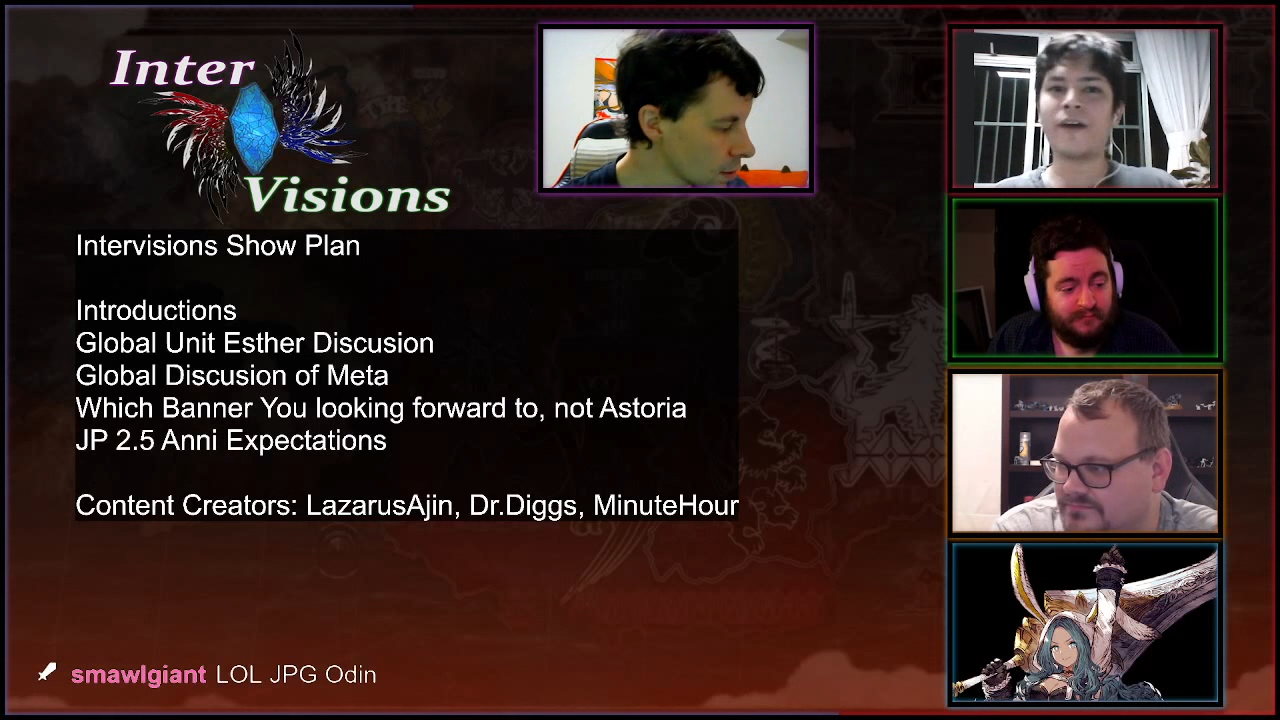 Inter
Visions
Intervisions Show Plan
Introductions
Global Unit Esther Discusion
Global Discusion of Meta
Which Banner You looking forward to, not Astoria
JP 2.5 Anni Expectations
Content Creators: LazarusAjin, Dr.Diggs, MinuteHour
smawlgiant LOL JPG Odin